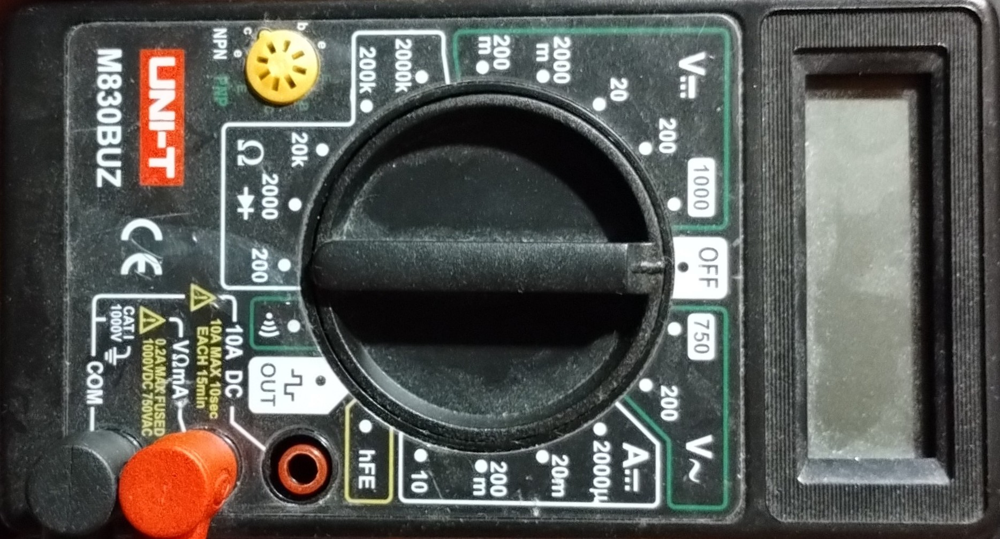 V⎓
1000
OFF
750
V~
200
200
20
A⎓
2000µ
2000
m
20m
200
m
200
m
2000k
10
200k
hFE
20k
OUT
2000
Ω
200
b
c
e
e
NPN
PNP
10A DC
10A MAX 10sec
EACH 15min
VΩmA
0.2A MAX FUSED
1000VDC 750VAC
UNI-T
CE
CAT.I
1000V
M830BUZ
COM